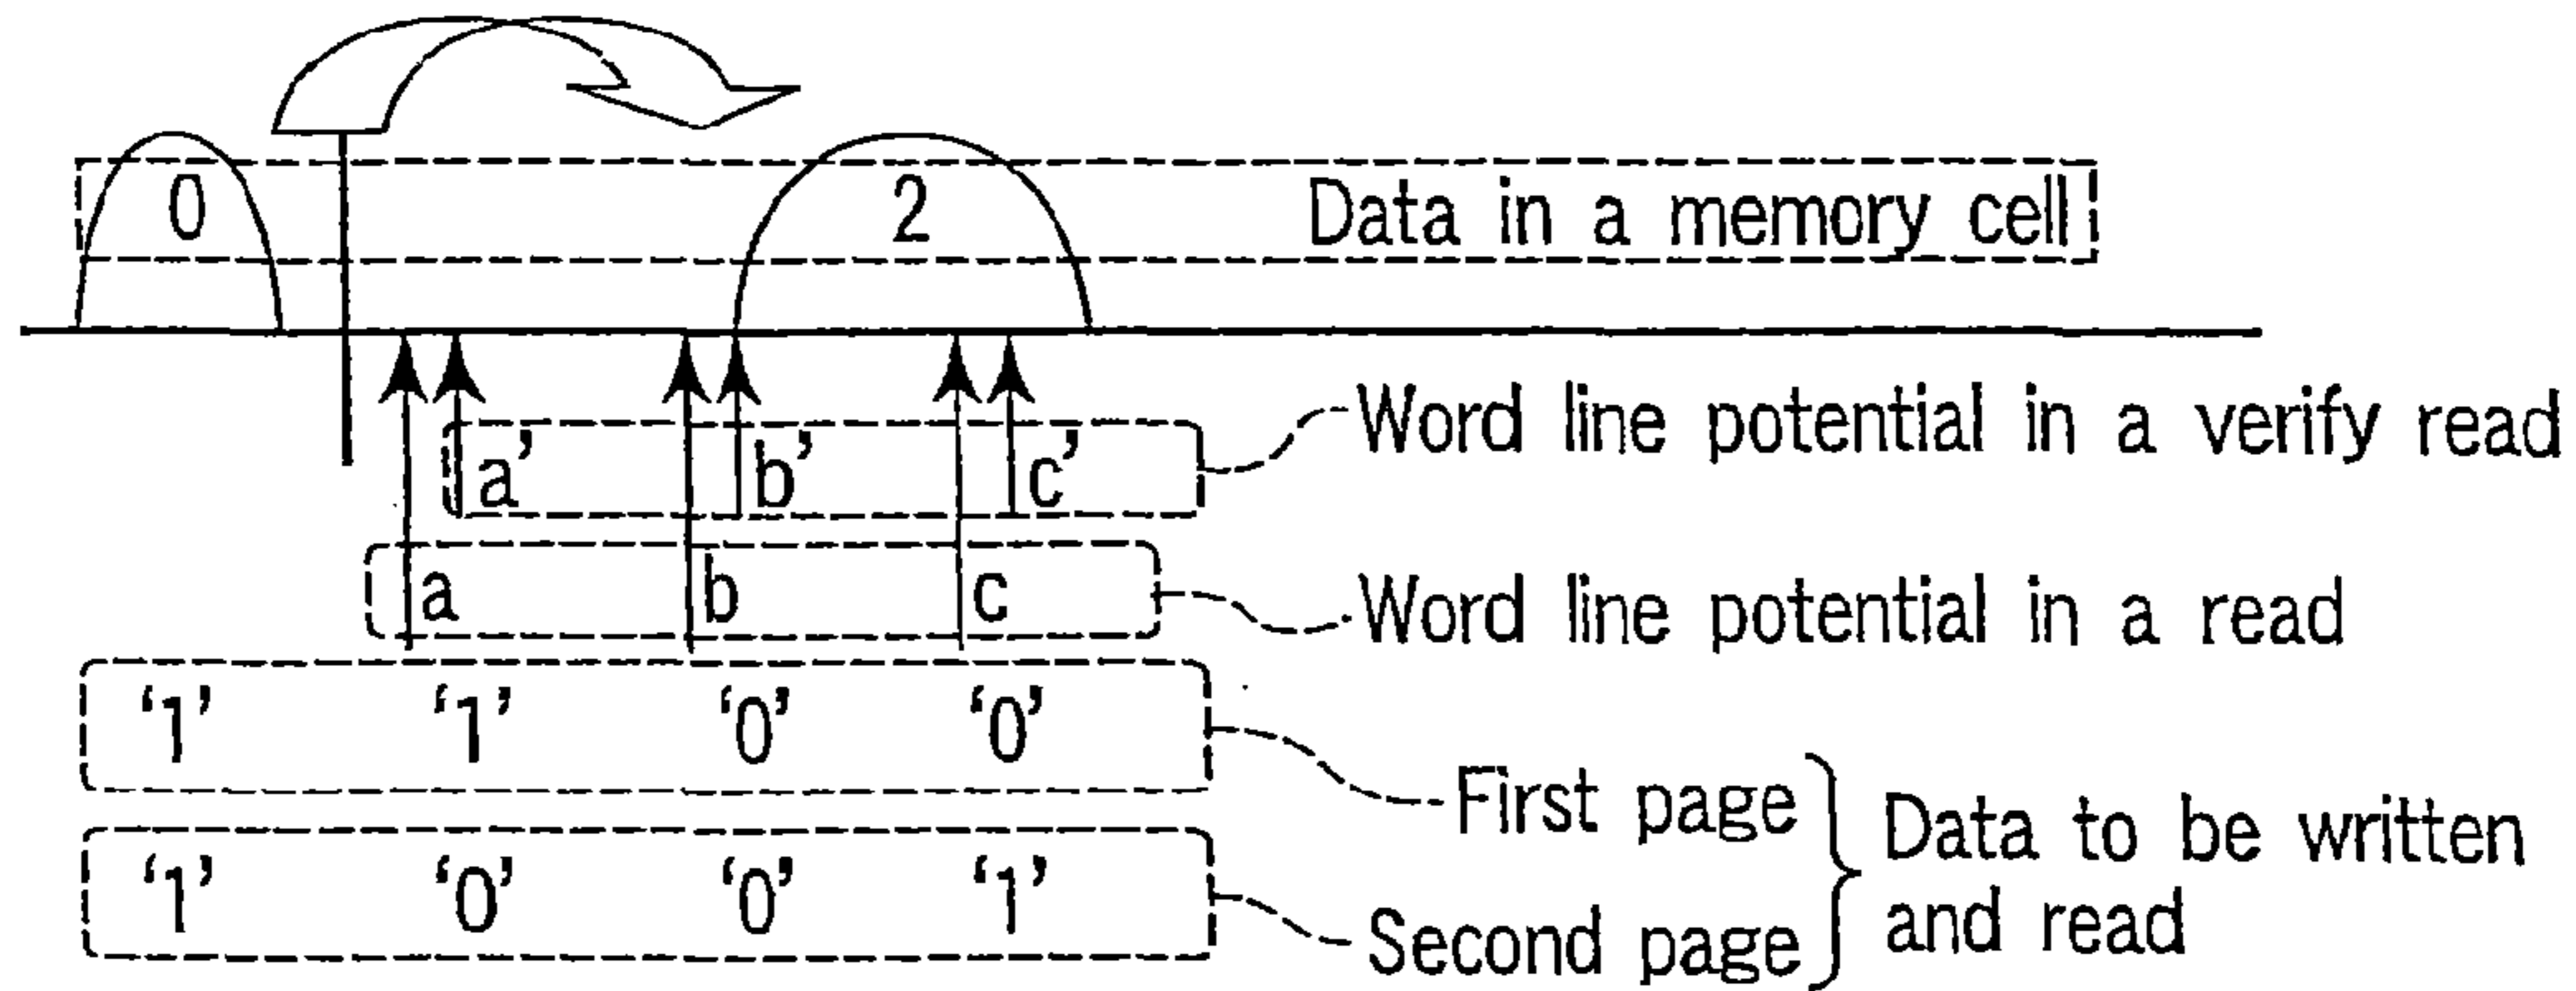 0 2 Data in a memory cell
a’ b’ c’ Word line potential in a verify read
a b c Word line potential in a read
‘1’ ‘1’ ‘0’ ‘0’
First page
‘1’ ‘0’ ‘0’ ‘1’
Second page
Data to be written
and read